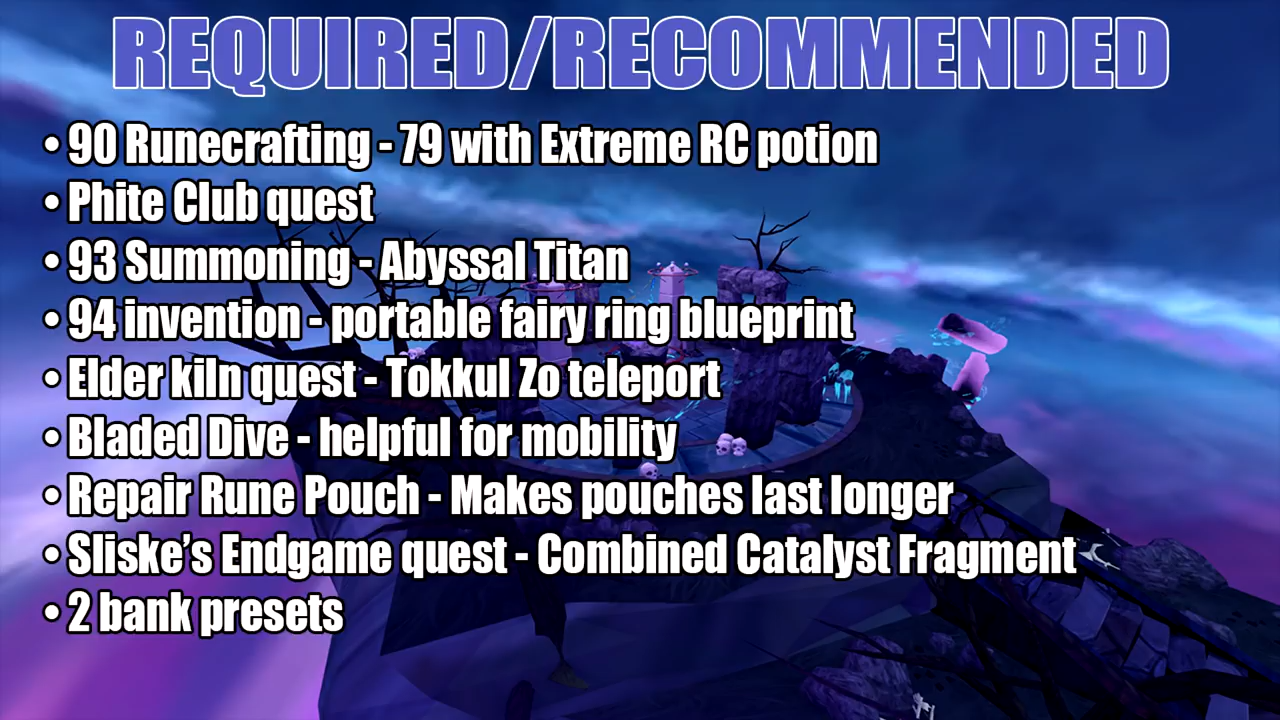 REQUIRED/RECOMMENDED
• 90 Runecrafting - 79 with Extreme RC potion
• Phite Club quest
• 93 Summoning - Abyssal Titan
• 94 invention - portable fairy ring blueprint
• Elder kiln quest - Tokkul Zo teleport
• Bladed Dive - helpful for mobility
• Repair Rune Pouch - Makes pouches last longer
• Sliske’s Endgame quest - Combined Catalyst Fragment
• 2 bank presets